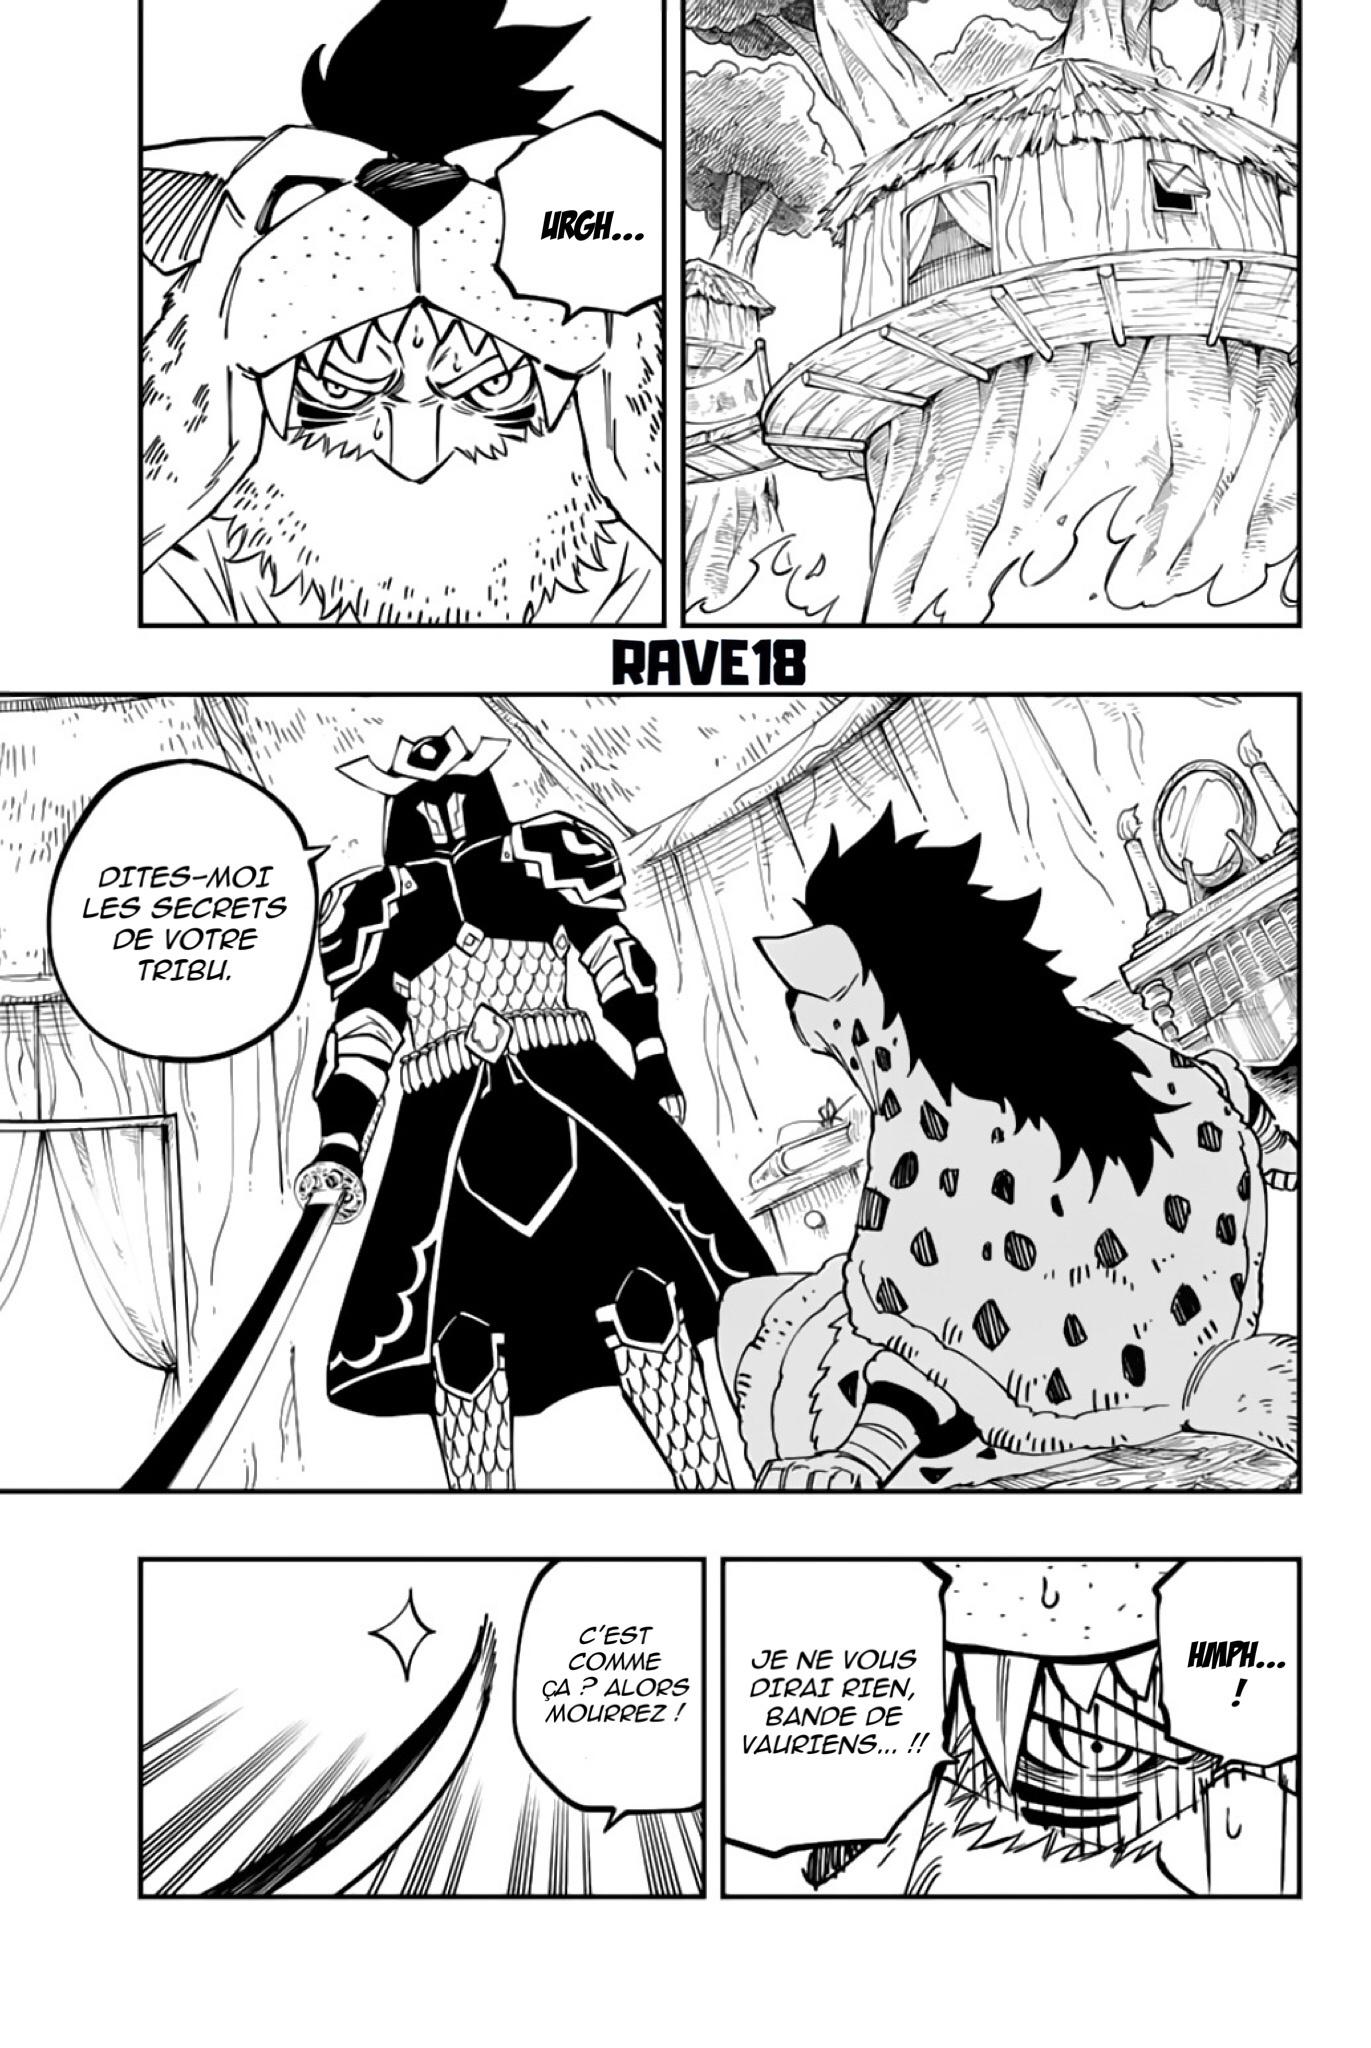 URGH...
RAVE18
DITES-MOI
LES SECRETS
DE VOTRE
TRIBU.
HMPH...
!
JE NE VOUS
DIRAI RIEN,
BANDE DE
VAURIENS... !!
C'EST
COMME
ÇA ? ALORS
MOURREZ !